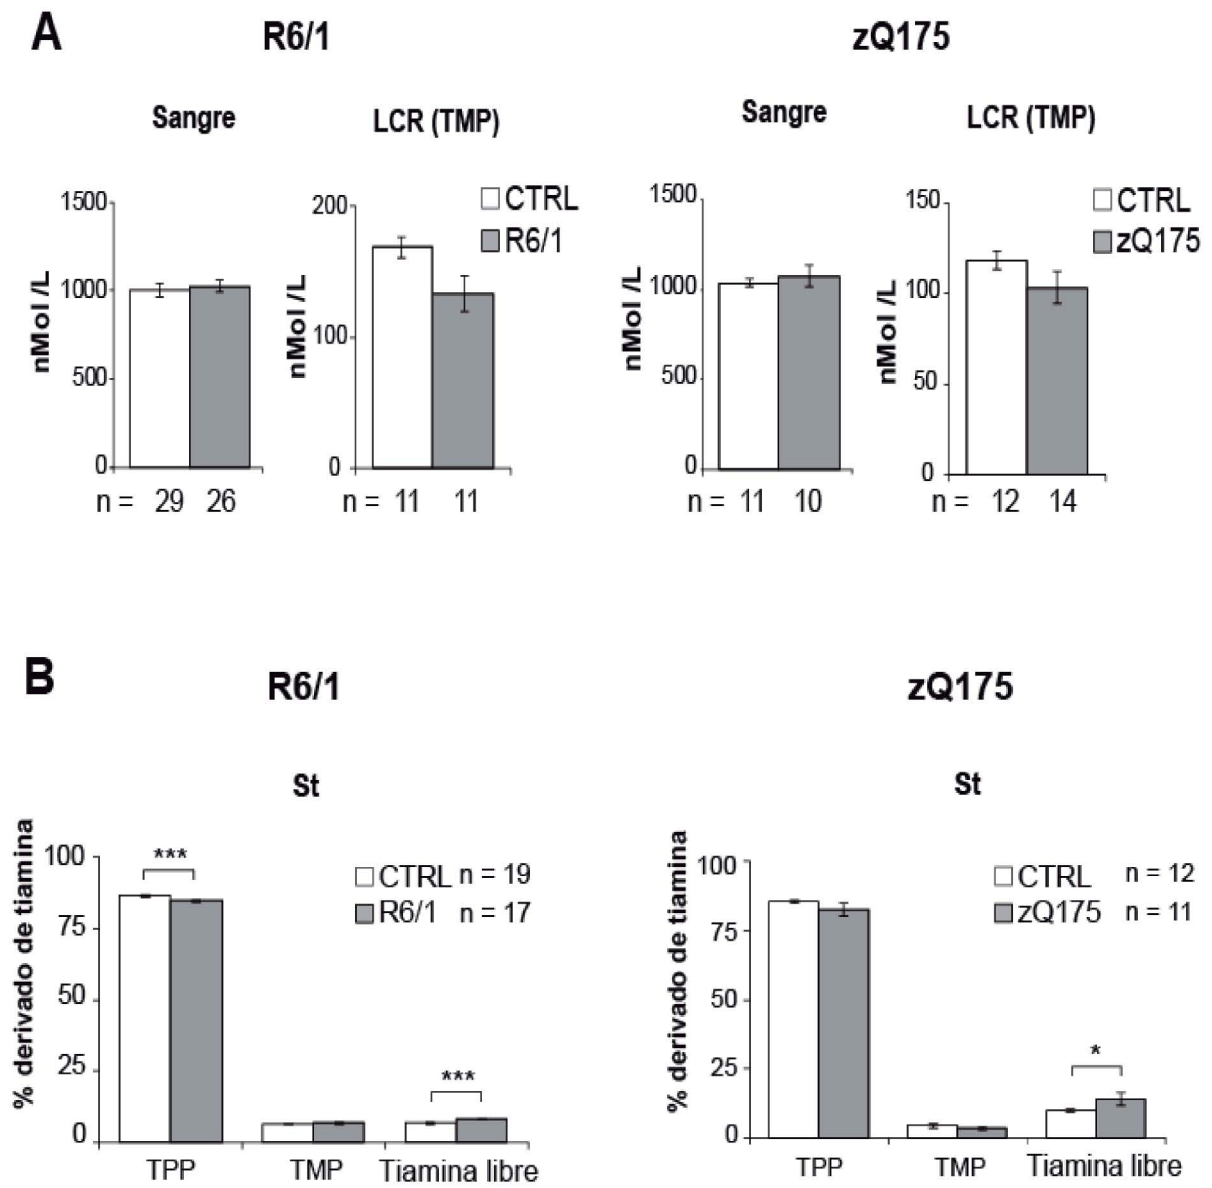 A
R6/1
zQ175
Sangre
LCR (TMP)
Sangre
LCR (TMP)
nMol /L
1500
1000
500
0
n = 29 26
nMol /L
200
100
0
CTRL
R6/1
n = 11 11
nMol /L
1500
1000
500
0
n = 11 10
nMol /L
150
100
50
0
CTRL
zQ175
n = 12 14
B
R6/1
zQ175
St
St
% derivado de tiamina
100
75
50
25
0
***
***
CTRL n = 19
R6/1 n = 17
TPP TMP Tiamina libre
% derivado de tiamina
100
75
50
25
0
*
CTRL n = 12
zQ175 n = 11
TPP TMP Tiamina libre